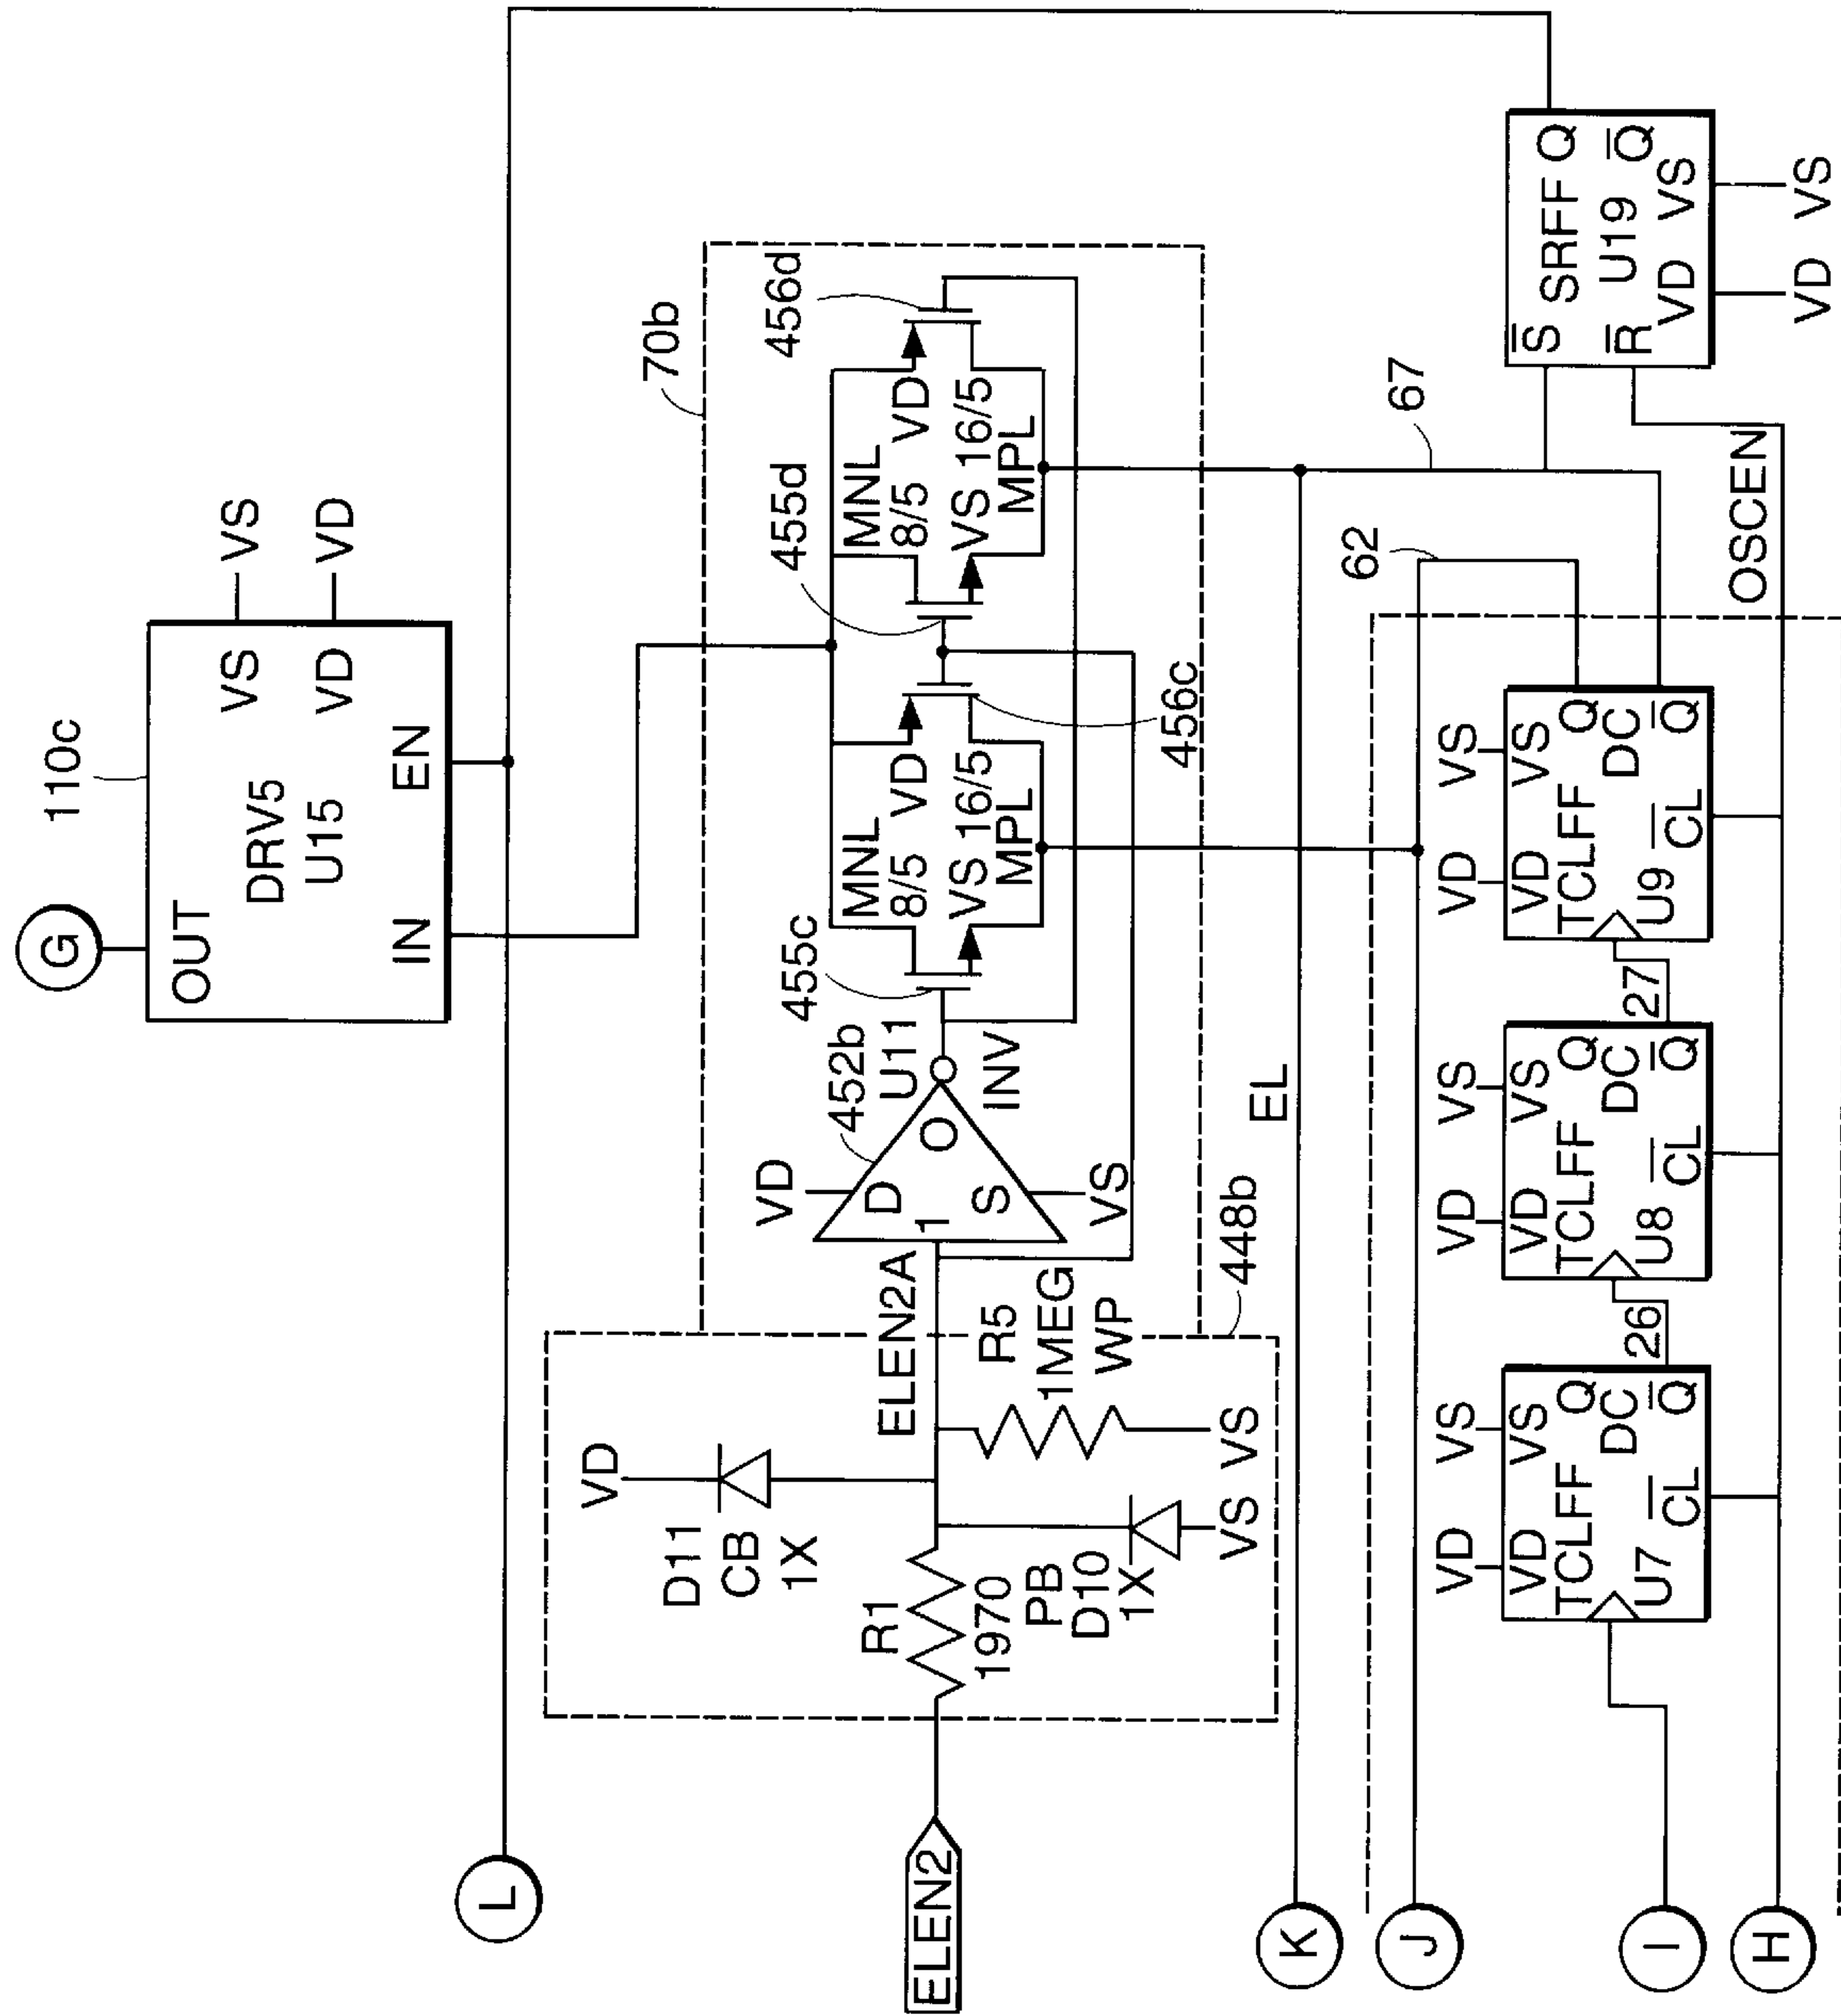 G
110c
OUT
DRV5
U15
VS
VD
VS
VD
IN
EN
L
70b
ELEN2
R1
1970
D11
CB
1X
VD
PB
D10
1X
VS
R5
1MEG
WP
VS
ELEN2A
448b
VD
D
1
O
S
VS
452b
U11
INV
455c
MNL
8/5
VD
VS
16/5
MPL
456c
455d
MNL
8/5
VD
VS
16/5
MPL
456d
EL
K
J
I
H
62
67
OSCEN
VD
VS
VD
VS
TCLFF
Q
DC
U7
C̅L̅
Q̅
26
VD
VS
VD
VS
TCLFF
Q
DC
U8
C̅L̅
Q̅
27
VD
VS
VD
VS
TCLFF
Q
DC
U9
C̅L̅
Q̅
S̅
SRFF
Q
U19
R̅
Q̅
VD
VS
VD
VS